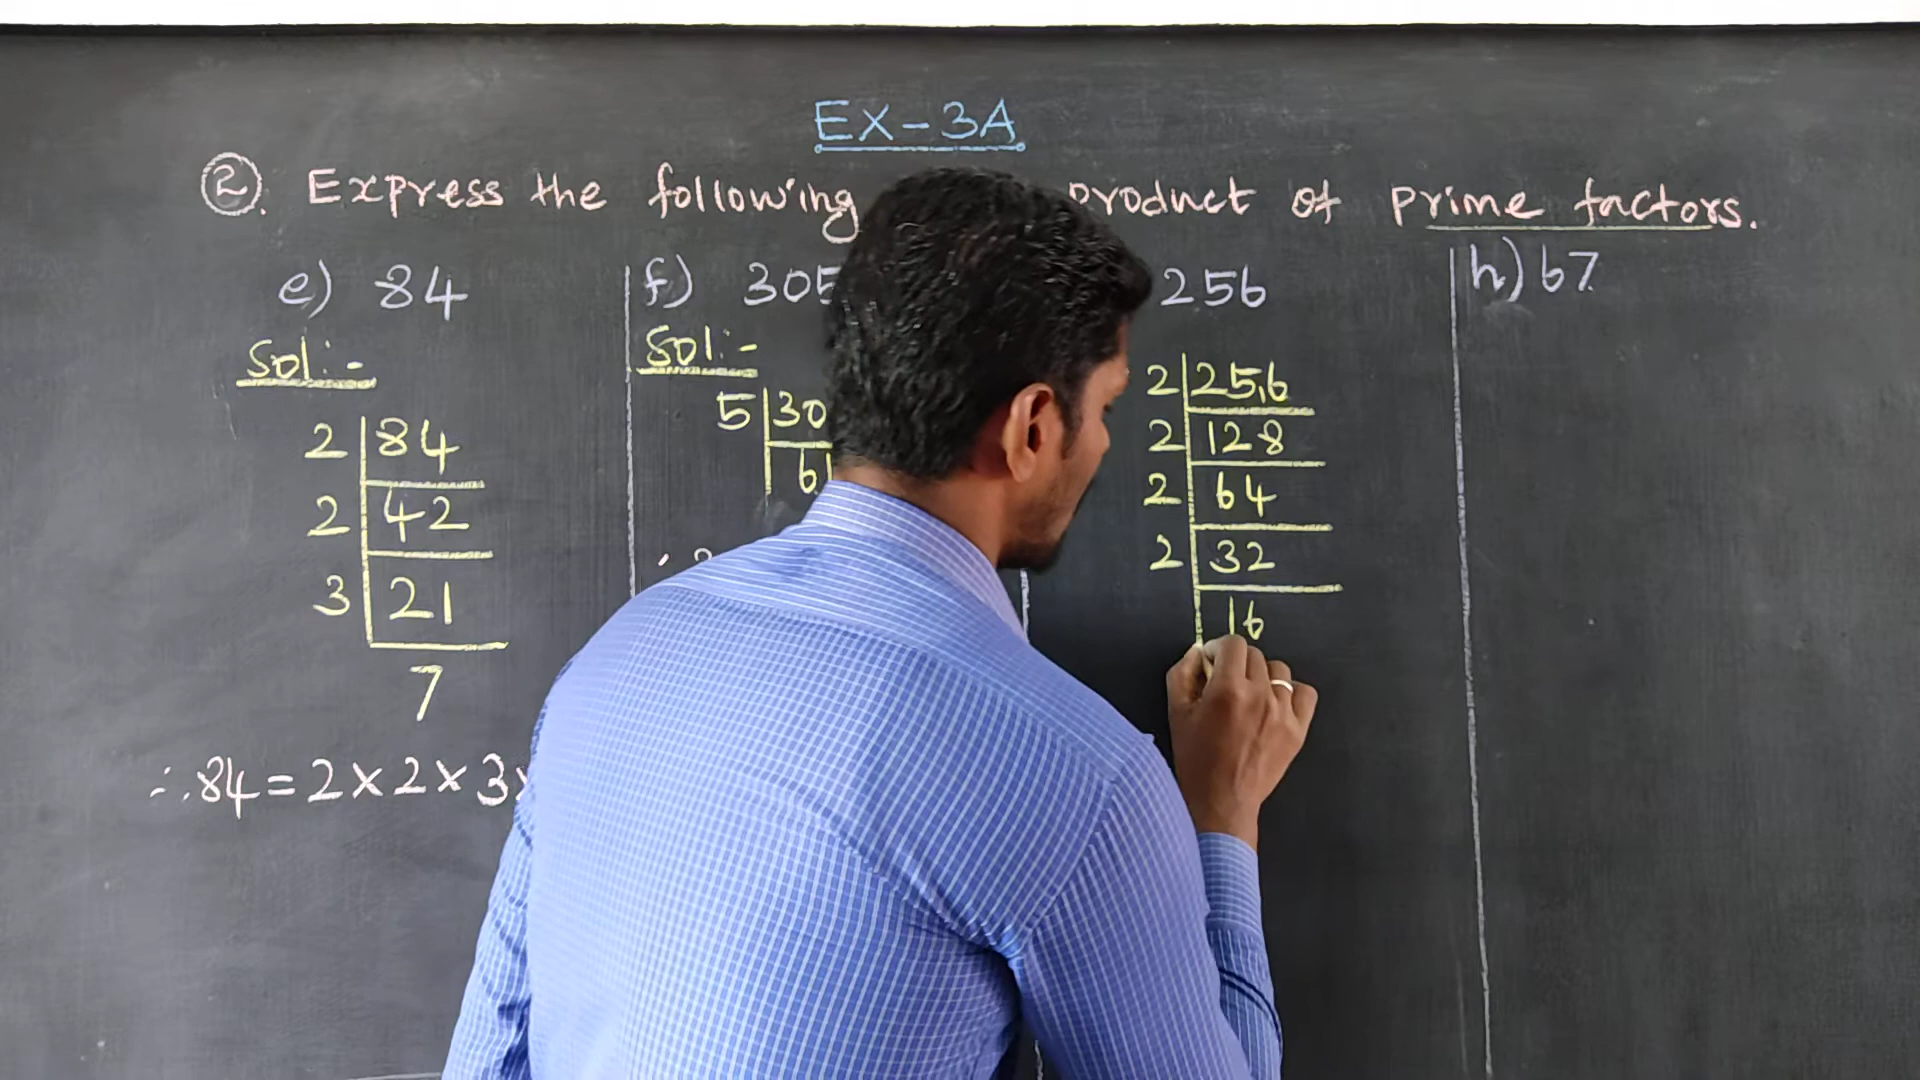 EX-3A
②. Express the following product of prime factors.
e) 84
Sol:-
2 84
2 42
3 21
7
∴84=2×2×3×
f) 305
Sol:-
5 30
61
256
2 256
2 128
2 64
2 32
16
h) 67